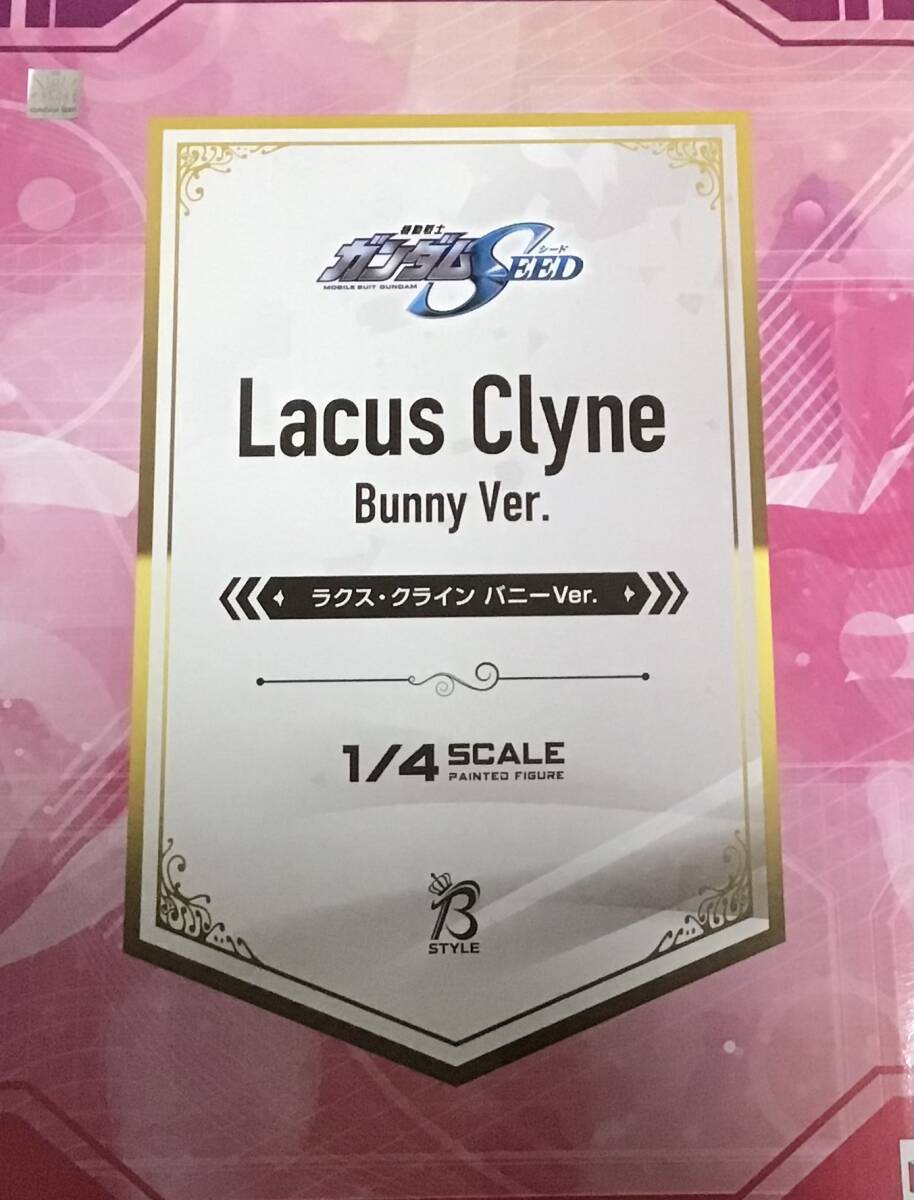 機動戦士
ガンダムSEED
シード
MOBILE SUIT GUNDAM
Lacus Clyne
Bunny Ver.
ラクス・クライン バニーVer.
1/4 SCALE
PAINTED FIGURE
B
STYLE